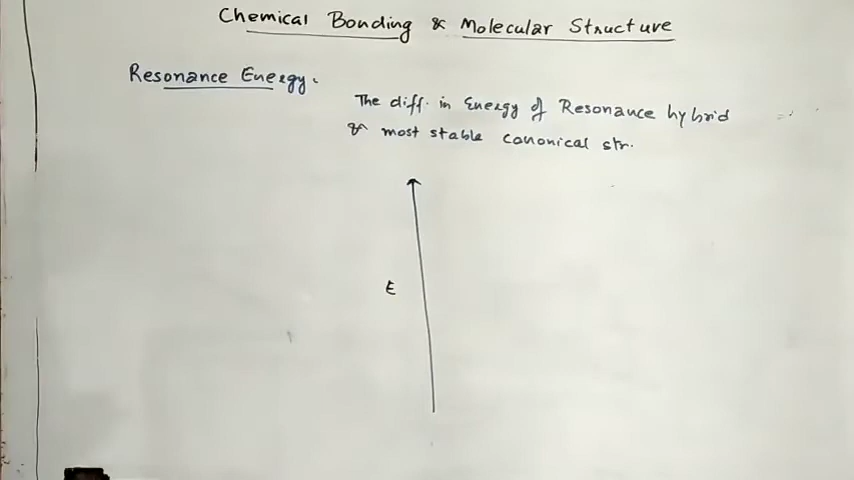 Chemical Bonding & Molecular Structure
Resonance Energy.
The diff. in Energy of Resonance hybrid
& most stable canonical str.
E